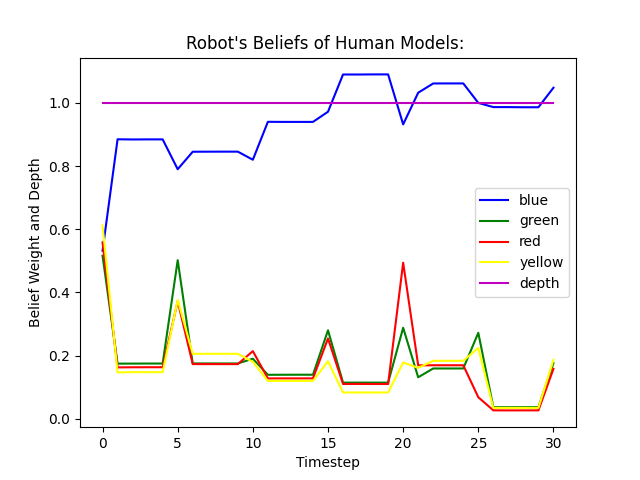 Robot's Beliefs of Human Models:
Belief Weight and Depth
1.0
0.8
0.6
0.4
0.2
0.0
blue
green
red
yellow
depth
0 5 10 15 20 25 30
Timestep